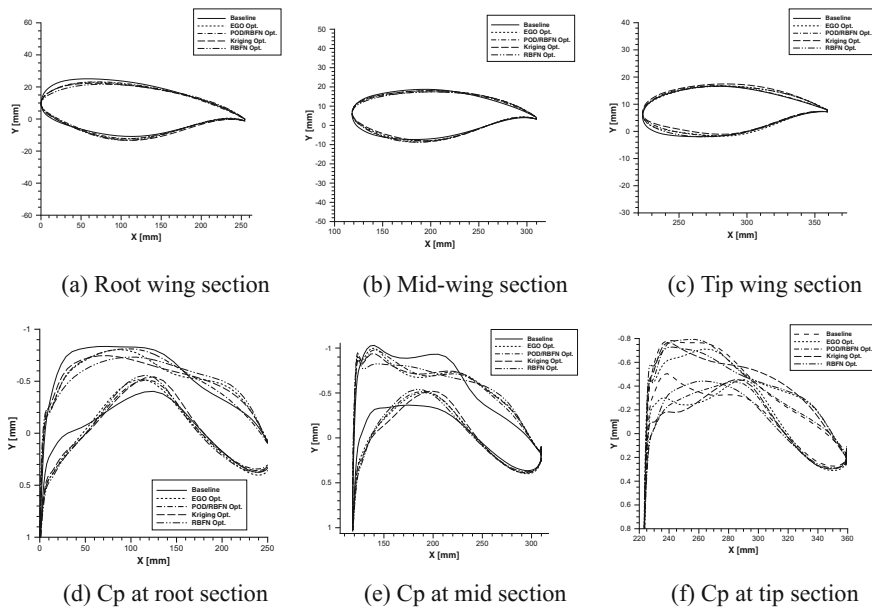 60
40
20
0
-20
-40
-60
Y [mm]
0 50 100 150 200 250
X [mm]
Baseline
EGO Opt.
POD/RBFN Opt.
Kriging Opt.
RBFN Opt.
(a) Root wing section
50
40
30
20
10
0
-10
-20
-30
-40
-50
Y [mm]
100 150 200 250 300
X [mm]
Baseline
EGO Opt.
POD/RBFN Opt.
Kriging Opt.
RBFN Opt.
(b) Mid-wing section
40
30
20
10
0
-10
-20
-30
Y [mm]
250 300 350
X [mm]
Baseline
EGO Opt.
POD/RBFN Opt.
Kriging Opt.
RBFN Opt.
(c) Tip wing section
-1
-0.5
0
0.5
1
Y [mm]
0 50 100 150 200 250
X [mm]
Baseline
EGO Opt.
POD/RBFN Opt.
Kriging Opt.
RBFN Opt.
(d) Cp at root section
-1
-0.5
0
0.5
1
Y [mm]
150 200 250 300
X [mm]
Baseline
EGO Opt.
POD/RBFN Opt.
Kriging Opt.
RBFN Opt.
(e) Cp at mid section
-0.8
-0.6
-0.4
-0.2
0
0.2
0.4
0.6
0.8
Y [mm]
220 240 260 280 300 320 340 360
X [mm]
Baseline
EGO Opt.
POD/RBFN Opt.
Kriging Opt.
RBFN Opt.
(f) Cp at tip section